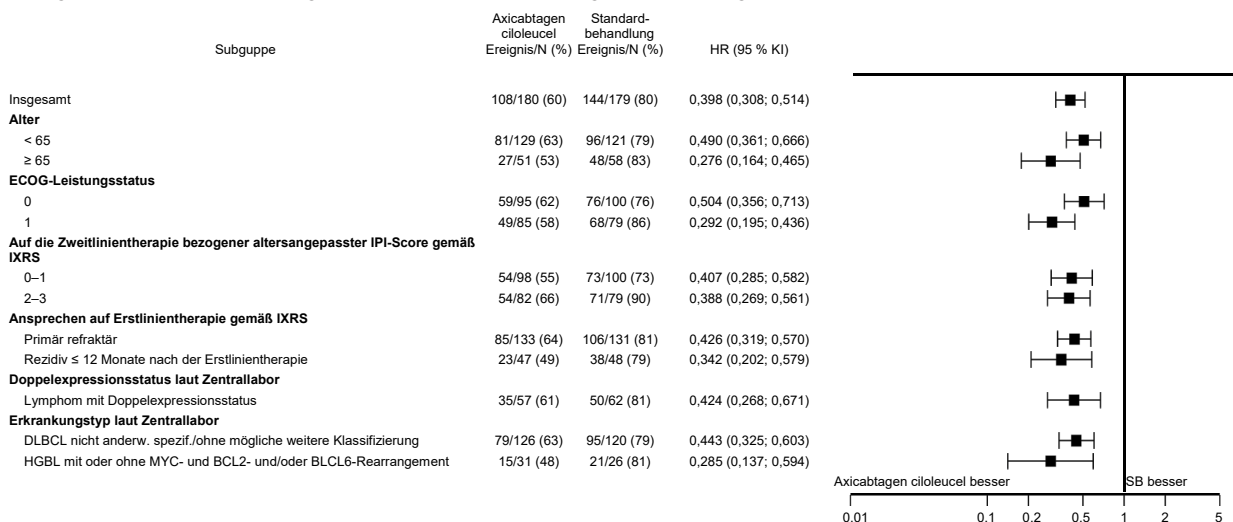 Subguppe
Axicabtagen
ciloleucel
Ereignis/N (%)
Standard-
behandlung
Ereignis/N (%)
HR (95 % KI)
Insgesamt 108/180 (60) 144/179 (80) 0,398 (0,308; 0,514)
Alter
< 65 81/129 (63) 96/121 (79) 0,490 (0,361; 0,666)
≥ 65 27/51 (53) 48/58 (83) 0,276 (0,164; 0,465)
ECOG-Leistungsstatus
0 59/95 (62) 76/100 (76) 0,504 (0,356; 0,713)
1 49/85 (58) 68/79 (86) 0,292 (0,195; 0,436)
Auf die Zweitlinientherapie bezogener altersangepasster IPI-Score gemäß
IXRS
0–1 54/98 (55) 73/100 (73) 0,407 (0,285; 0,582)
2–3 54/82 (66) 71/79 (90) 0,388 (0,269; 0,561)
Ansprechen auf Erstlinientherapie gemäß IXRS
Primär refraktär 85/133 (64) 106/131 (81) 0,426 (0,319; 0,570)
Rezidiv ≤ 12 Monate nach der Erstlinientherapie 23/47 (49) 38/48 (79) 0,342 (0,202; 0,579)
Doppelexpressionsstatus laut Zentrallabor
Lymphom mit Doppelexpressionsstatus 35/57 (61) 50/62 (81) 0,424 (0,268; 0,671)
Erkrankungstyp laut Zentrallabor
DLBCL nicht anderw. spezif./ohne mögliche weitere Klassifizierung 79/126 (63) 95/120 (79) 0,443 (0,325; 0,603)
HGBL mit oder ohne MYC- und BCL2- und/oder BLCL6-Rearrangement 15/31 (48) 21/26 (81) 0,285 (0,137; 0,594)
Axicabtagen ciloleucel besser SB besser
0.01 0.1 0.2 0.5 1 2 5